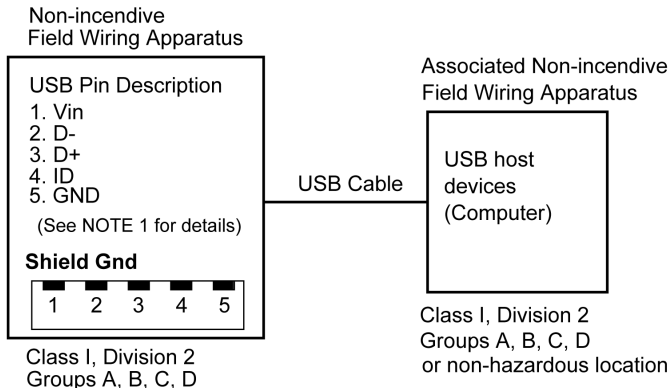 Non-incendive
Field Wiring Apparatus
USB Pin Description
1. Vin
2. D-
3. D+
4. ID
5. GND
(See NOTE 1 for details)
Shield Gnd
1 2 3 4 5
Class I, Division 2
Groups A, B, C, D
USB Cable
Associated Non-incendive
Field Wiring Apparatus
USB host
devices
(Computer)
Class I, Division 2
Groups A, B, C, D
or non-hazardous location